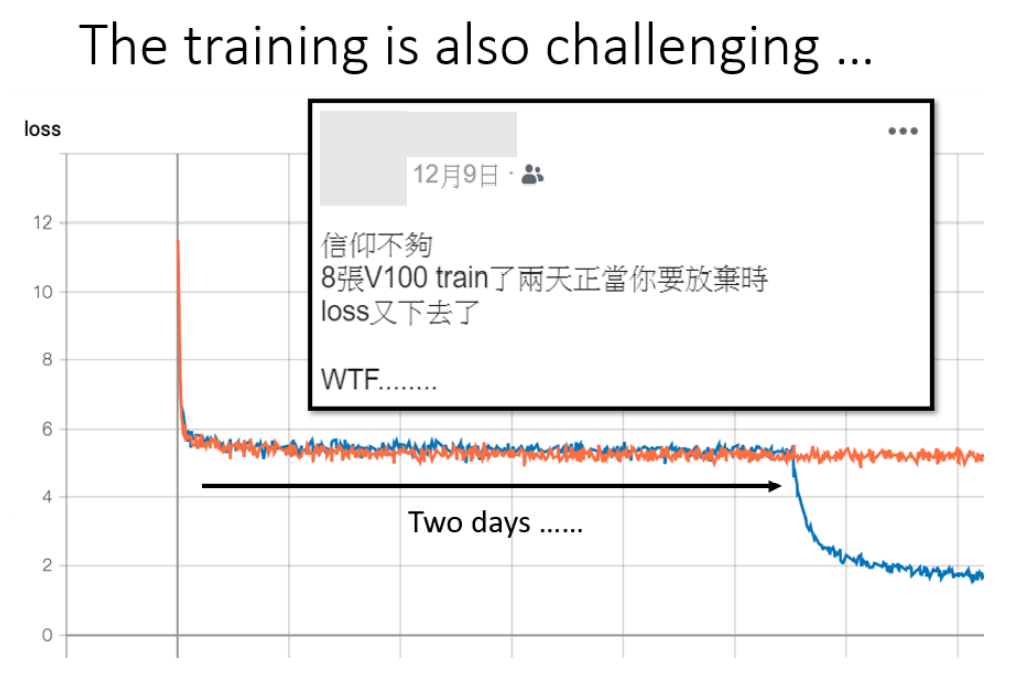 The training is also challenging ...
loss
12月9日 ·
信仰不夠
8張V100 train了兩天正當你要放棄時
loss又下去了
WTF........
12
10
8
6
4
2
0
Two days ......